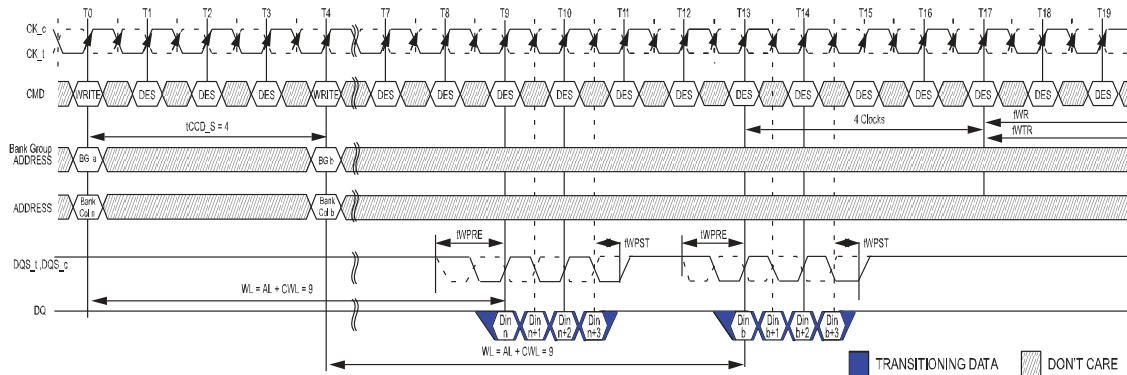 T0 T1 T2 T3 T4 T7 T8 T9 T10 T11 T12 T13 T14 T15 T16 T17 T18 T19
CK_c
CK_t
CMD WRITE DES DES DES WRITE DES DES DES DES DES DES DES DES DES DES DES DES DES
tCCD_S = 4
4 Clocks
tWR
tWTR
Bank Group
ADDRESS
BG a
BG b
ADDRESS
Bank
Col n
Bank
Col b
tWPRE tWPST tWPRE tWPST
DQS_t ,DQS_c
WL = AL + CWL = 9
DQ
Din
n
Din
n+1
Din
n+2
Din
n+3
Din
b
Din
b+1
Din
b+2
Din
b+3
WL = AL + CWL = 9
TRANSITIONING DATA
DON'T CARE